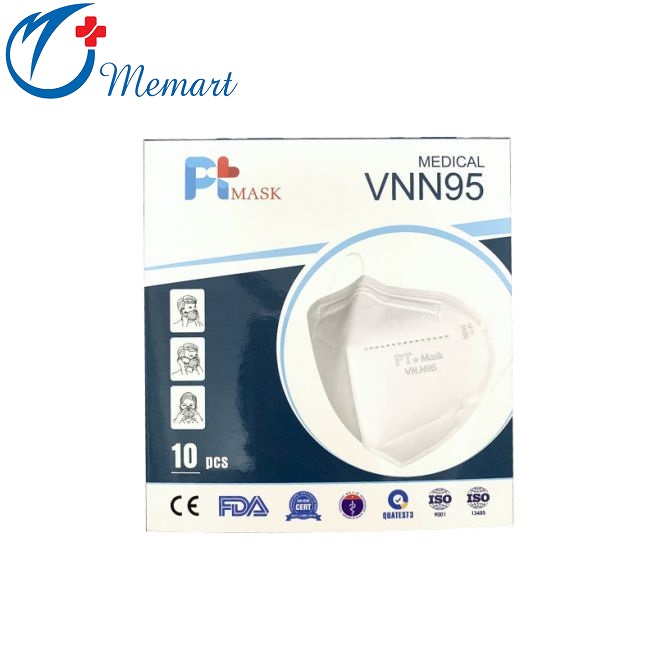 Memart
PT MASK
MEDICAL
VNN95
PT Mask
VN.N95
10 pcs
CE FDA CERT QUATEST3 ISO 9001 ISO 13485